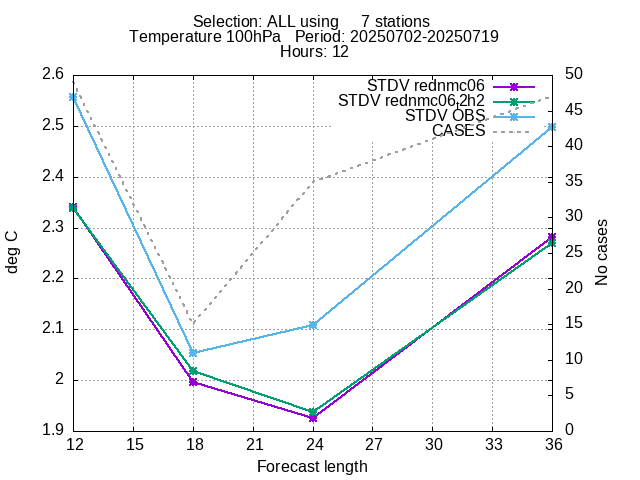 Selection: ALL using     7 stations
Temperature 100hPa   Period: 20250702-20250719
Hours: 12
2.6
2.5
2.4
2.3
2.2
2.1
2
1.9
deg C
50
45
40
35
30
25
20
15
10
5
0
No cases
STDV rednmc06
STDV rednmc06,2h2
STDV OBS
CASES
12 15 18 21 24 27 30 33 36
Forecast length